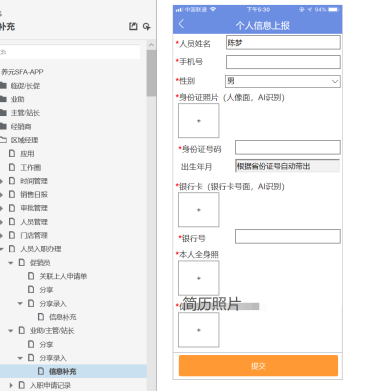 补充
养元SFA-APP
临促/长促
业助
主管/站长
经销商
区域经理
应用
工作圈
时间管理
销售日报
审批管理
人员管理
门店管理
人员入职办理
促销员
关联上人申请单
分享
分享录入
信息补充
业助/主管/站长
分享
分享录入
信息补充
入职申请记录
中国联通 下午5:30 94%
个人信息上报
*人员姓名 陈梦
*手机号
*性别 男
*身份证照片（人像面，AI识别）
+
*身份证号码
出生年月 根据省份证号自动带出
*银行卡（银行卡号面，AI识别）
+
*银行号
*本人全身照
+
简历照片
+
提交